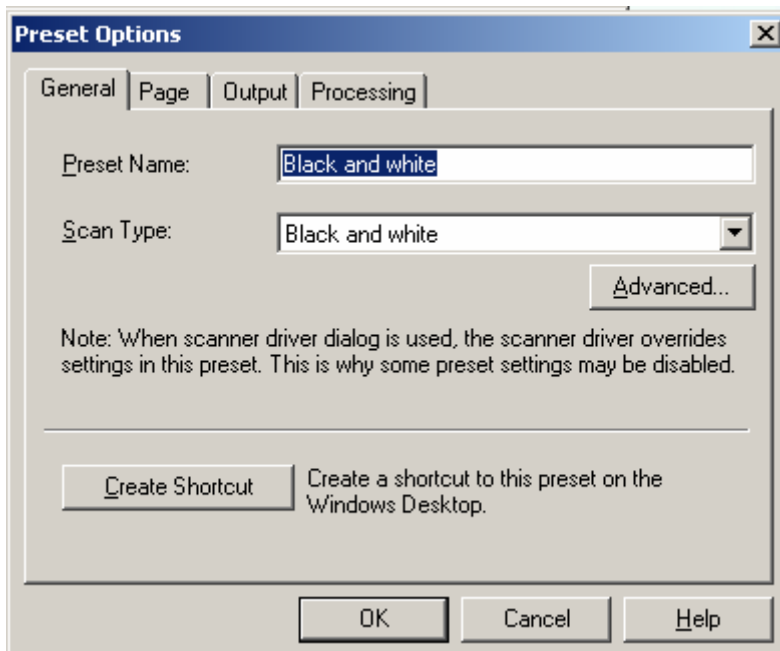 Preset Options
General Page Output Processing
Preset Name: Black and white
Scan Type: Black and white
Advanced...
Note: When scanner driver dialog is used, the scanner driver overrides
settings in this preset. This is why some preset settings may be disabled.
Create Shortcut Create a shortcut to this preset on the
Windows Desktop.
OK Cancel Help